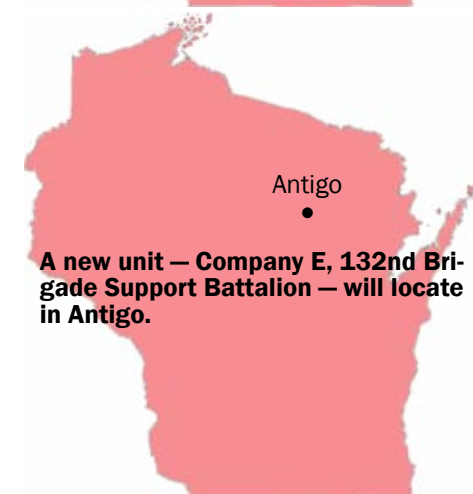 Antigo
A new unit — Company E, 132nd Bri-
gade Support Battalion — will locate
in Antigo.